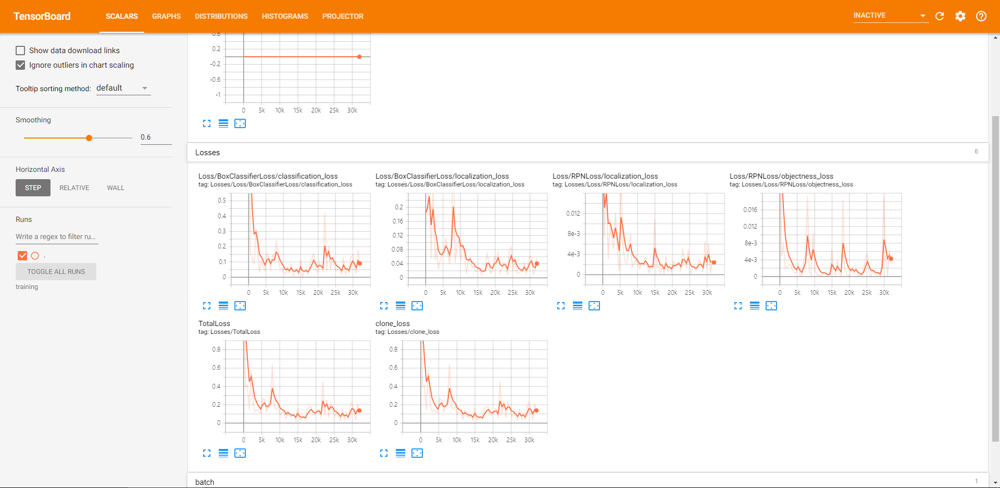 TensorBoard
SCALARS GRAPHS DISTRIBUTIONS HISTOGRAMS PROJECTOR
INACTIVE
Show data download links
Ignore outliers in chart scaling
Tooltip sorting method: default
Smoothing
0.6
Horizontal Axis
STEP RELATIVE WALL
Runs
Write a regex to filter ru...
.
TOGGLE ALL RUNS
training
0.6
0.2
-0.2
-0.6
-1
0 5k 10k 15k 20k 25k 30k
Losses 6
Loss/BoxClassifierLoss/classification_loss
tag: Losses/Loss/BoxClassifierLoss/classification_loss
0.5
0.4
0.3
0.2
0.1
0
0 5k 10k 15k 20k 25k 30k
Loss/BoxClassifierLoss/localization_loss
tag: Losses/Loss/BoxClassifierLoss/localization_loss
0.2
0.16
0.12
0.08
0.04
0
0 5k 10k 15k 20k 25k 30k
Loss/RPNLoss/localization_loss
tag: Losses/Loss/RPNLoss/localization_loss
0.012
8e-3
4e-3
0
0 5k 10k 15k 20k 25k 30k
Loss/RPNLoss/objectness_loss
tag: Losses/Loss/RPNLoss/objectness_loss
0.016
0.012
8e-3
4e-3
0
0 5k 10k 15k 20k 25k 30k
TotalLoss
tag: Losses/TotalLoss
0.8
0.6
0.4
0.2
0
0 5k 10k 15k 20k 25k 30k
clone_loss
tag: Losses/clone_loss
0.8
0.6
0.4
0.2
0
0 5k 10k 15k 20k 25k 30k
batch 1